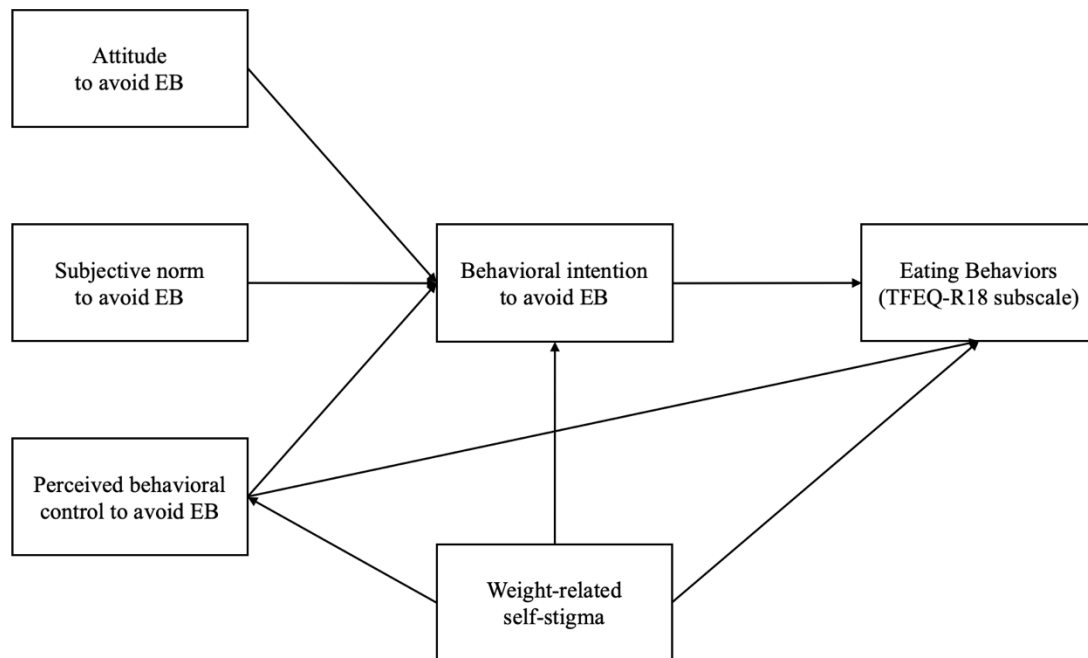 Attitude
to avoid EB
Subjective norm
to avoid EB
Behavioral intention
to avoid EB
Eating Behaviors
(TFEQ-R18 subscale)
Perceived behavioral
control to avoid EB
Weight-related
self-stigma